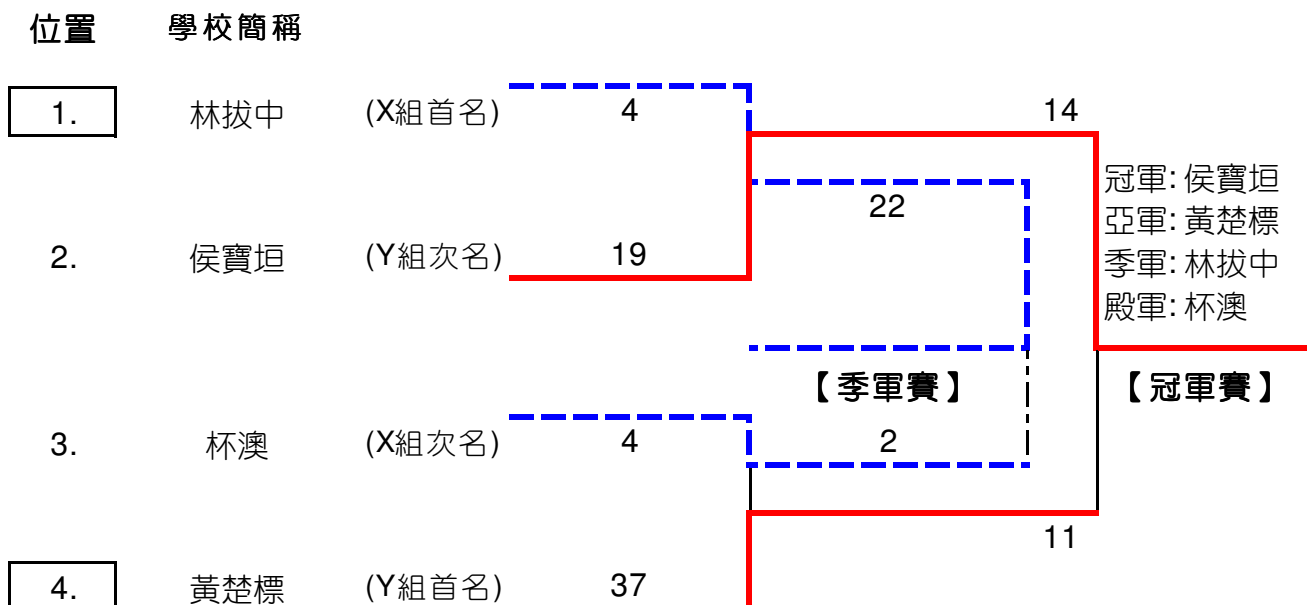 位置 學校簡稱
1. 林拔中 (X組首名) 4 14
冠軍: 侯寶垣
22
亞軍: 黃楚標
2. 侯寶垣 (Y組次名) 19
季軍: 林拔中
殿軍: 杯澳
【季軍賽】 【冠軍賽】
3. 杯澳 (X組次名) 4 2
11
4. 黃楚標 (Y組首名) 37